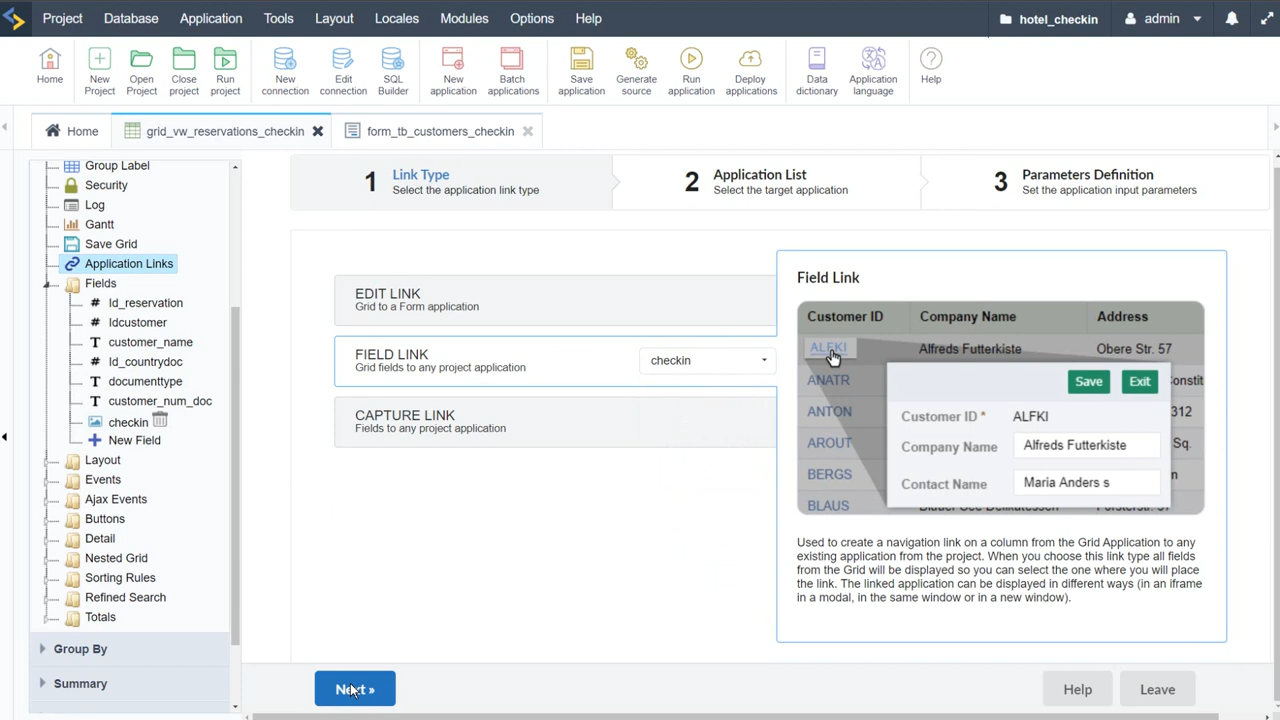 Project Database Application Tools Layout Locales Modules Options Help hotel_checkin admin
Home
New Project
Open Project
Close project
Run project
New connection
Edit connection
SQL Builder
New application
Batch applications
Save application
Generate source
Run application
Deploy applications
Data dictionary
Application language
Help
Home grid_vw_reservations_checkin form_tb_customers_checkin
Group Label
Security
Log
Gantt
Save Grid
Application Links
Fields
Id_reservation
Idcustomer
customer_name
Id_countrydoc
documenttype
customer_num_doc
checkin
New Field
Layout
Events
Ajax Events
Buttons
Detail
Nested Grid
Sorting Rules
Refined Search
Totals
Group By
Summary
1 Link Type
Select the application link type
2 Application List
Select the target application
3 Parameters Definition
Set the application input parameters
EDIT LINK
Grid to a Form application
FIELD LINK
Grid fields to any project application
checkin
CAPTURE LINK
Fields to any project application
Field Link
Customer ID Company Name Address
ALFKI Alfreds Futterkiste Obere Str. 57
ANATR
ANTON
AROUT
BERGS
BLAUS
Save Exit
Customer ID * ALFKI
Company Name Alfreds Futterkiste
Contact Name Maria Anders s
Constit
312
Sq.
Used to create a navigation link on a column from the Grid Application to any
existing application from the project. When you choose this link type all fields
from the Grid will be displayed so you can select the one where you will place
the link. The linked application can be displayed in different ways (in an iframe
in a modal, in the same window or in a new window).
Next »
Help
Leave